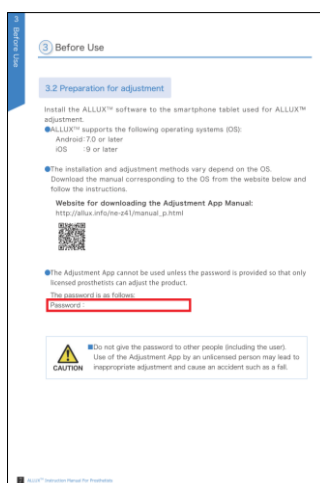 3 Before Use
3 Before Use
3.2 Preparation for adjustment
Install the ALLUX™ software to the smartphone tablet used for ALLUX™
adjustment.
●ALLUX™ supports the following operating systems (OS):
Android: 7.0 or later
iOS : 9 or later
●The installation and adjustment methods vary depend on the OS.
Download the manual corresponding to the OS from the website below and
follow the instructions.
Website for downloading the Adjustment App Manual:
http://allux.info/ne-z41/manual_p.html
●The Adjustment App cannot be used unless the password is provided so that only
licensed prosthetists can adjust the product.
The password is as follows:
Password :
CAUTION
■Do not give the password to other people (including the user).
Use of the Adjustment App by an unlicensed person may lead to
inappropriate adjustment and cause an accident such as a fall.
ALLUX™ Instruction Manual for Prosthetists